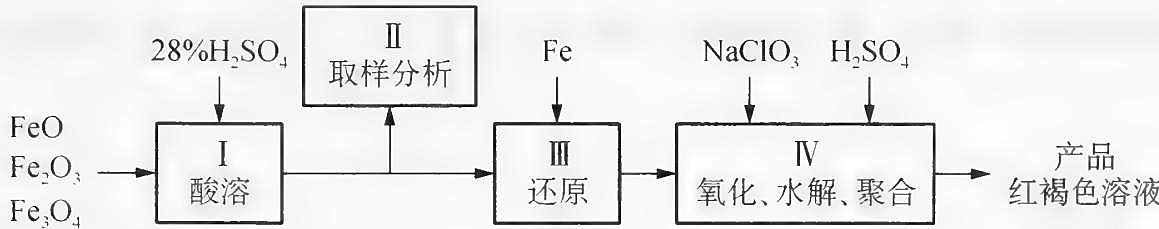 28%H₂SO₄
Ⅱ
取样分析
Fe
NaClO₃
H₂SO₄
FeO
Fe₂O₃
Fe₃O₄
Ⅰ
酸溶
Ⅲ
还原
Ⅳ
氧化、水解、聚合
产品
红褐色溶液